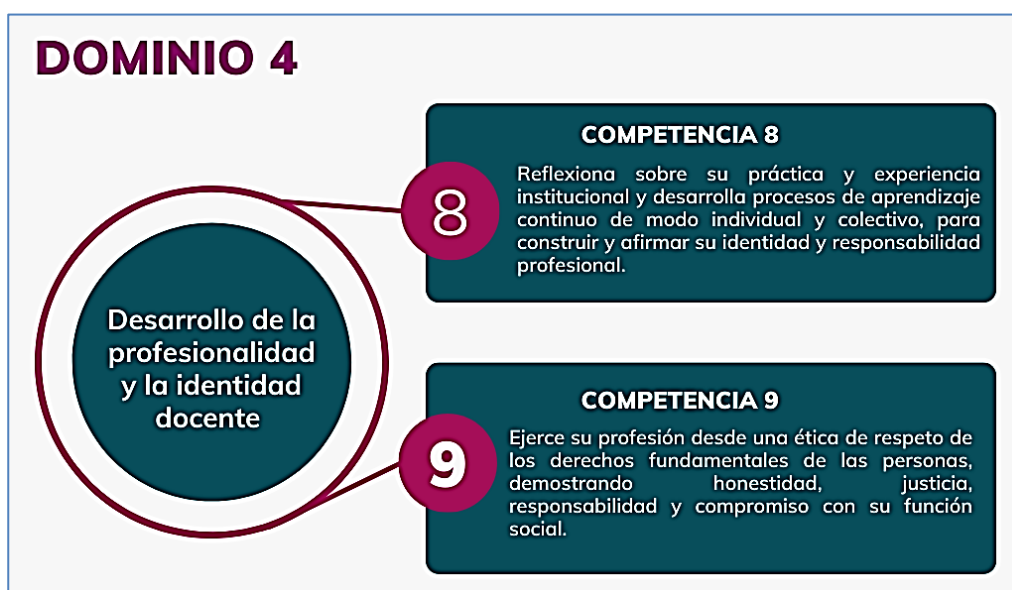 DOMINIO 4
COMPETENCIA 8
8
Reflexiona sobre su práctica y experiencia
institucional y desarrolla procesos de aprendizaje
continuo de modo individual y colectivo, para
construir y afirmar su identidad y responsabilidad
profesional.
Desarrollo de la
profesionalidad
y la identidad
docente
COMPETENCIA 9
9
Ejerce su profesión desde una ética de respeto de
los derechos fundamentales de las personas,
demostrando honestidad, justicia,
responsabilidad y compromiso con su función
social.